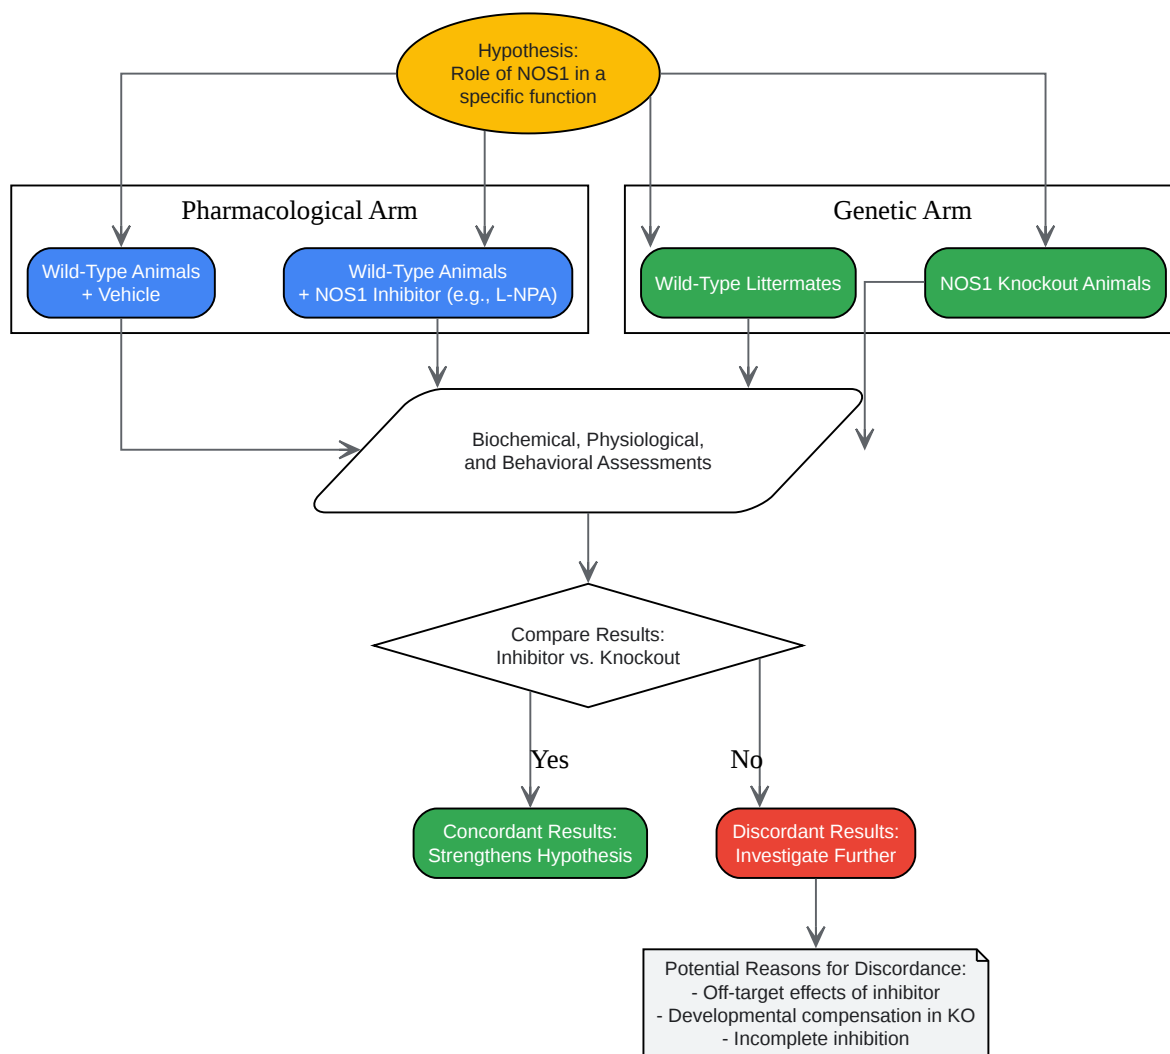 Hypothesis:
Role of NOS1 in a
specific function
Pharmacological Arm
Genetic Arm
Wild-Type Animals
+ Vehicle
Wild-Type Animals
+ NOS1 Inhibitor (e.g., L-NPA)
Wild-Type Littermates
NOS1 Knockout Animals
Biochemical, Physiological,
and Behavioral Assessments
Compare Results:
Inhibitor vs. Knockout
Yes
No
Concordant Results:
Strengthens Hypothesis
Discordant Results:
Investigate Further
Potential Reasons for Discordance:
- Off-target effects of inhibitor
- Developmental compensation in KO
- Incomplete inhibition